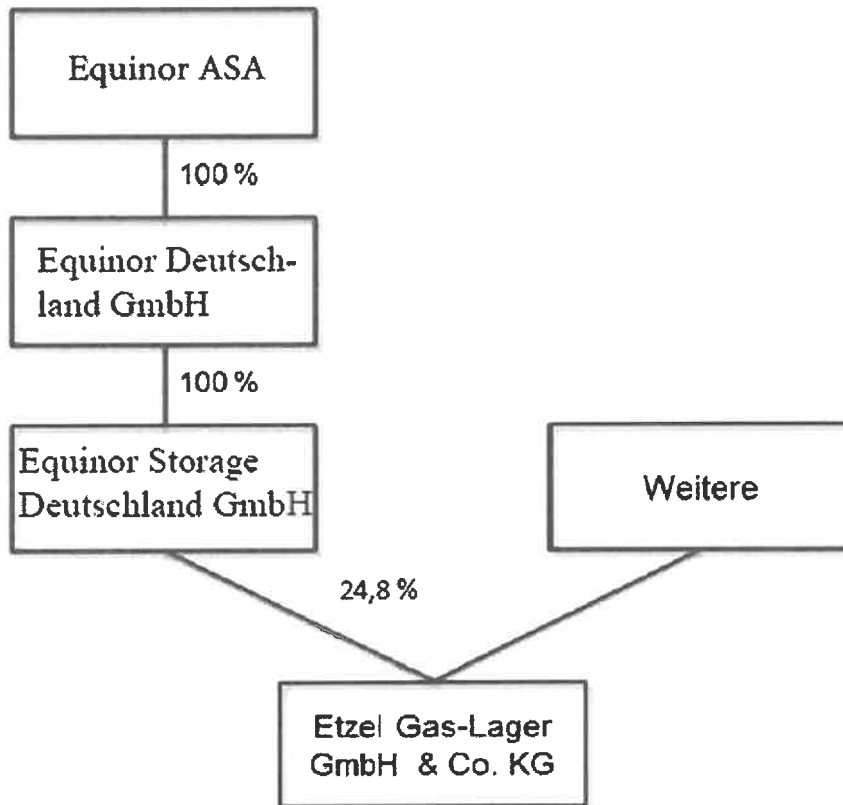 Equinor ASA
100 %
Equinor Deutsch-
land GmbH
100 %
Equinor Storage
Deutschland GmbH
Weitere
24,8 %
Etzel Gas-Lager
GmbH & Co. KG